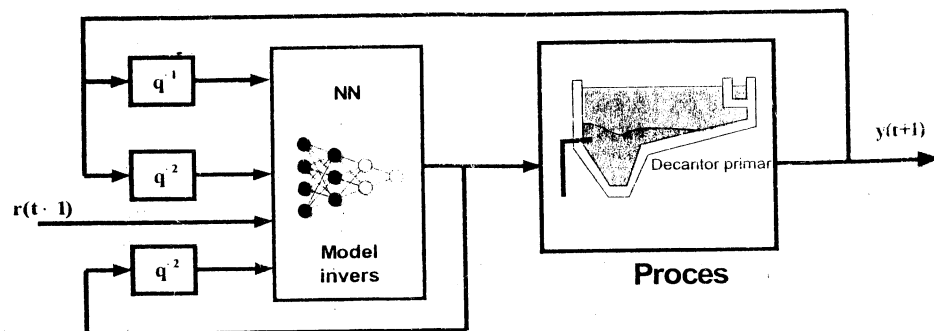 q⁻¹
NN
q⁻²
r(t · 1)
q⁻²
Model
invers
Decantor primar
y(t+1)
Proces